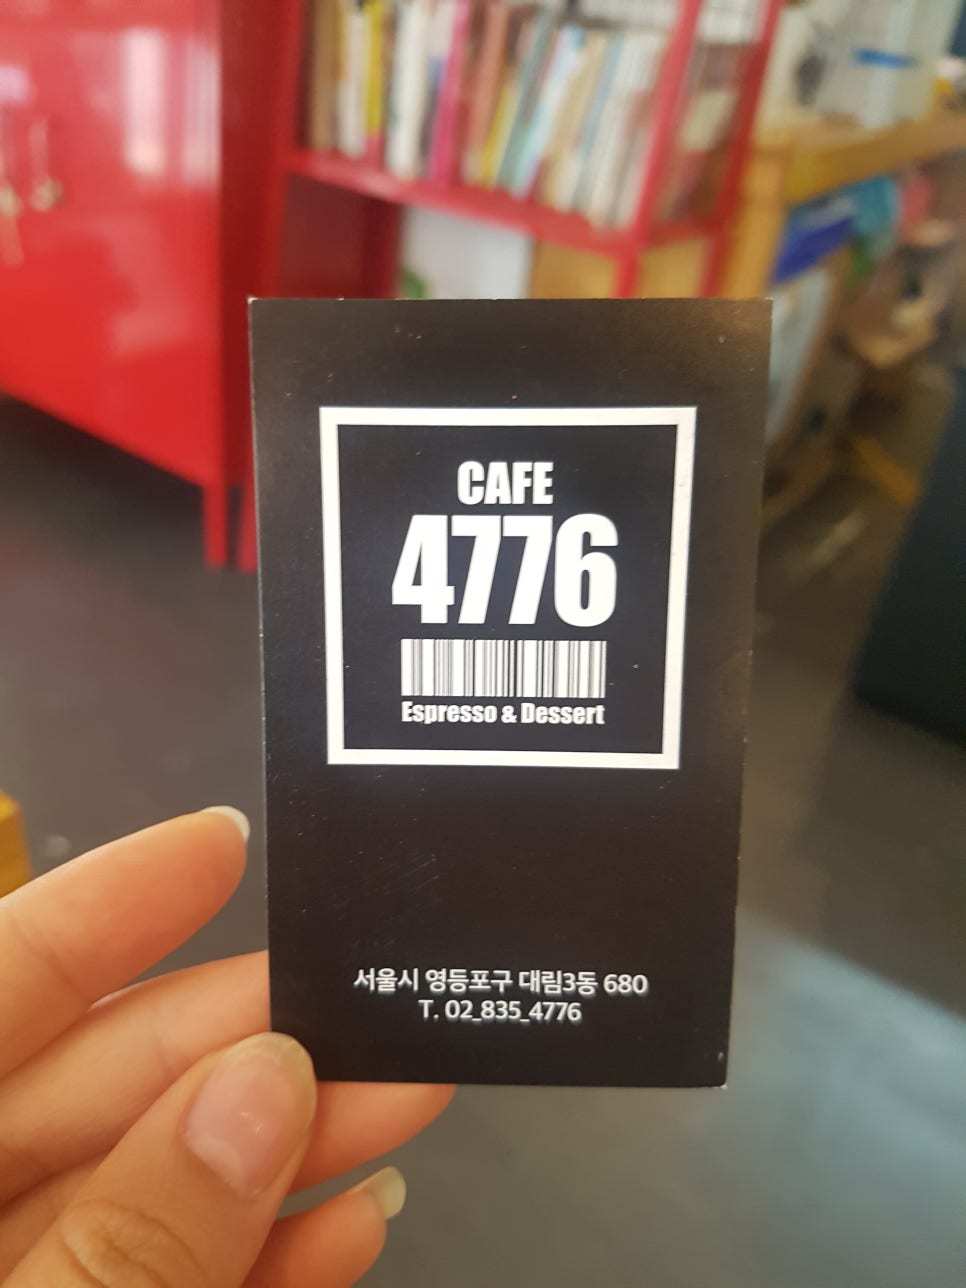 CAFE
4776
Espresso & Dessert
서울시 영등포구 대림3동 680
T. 02_835_4776